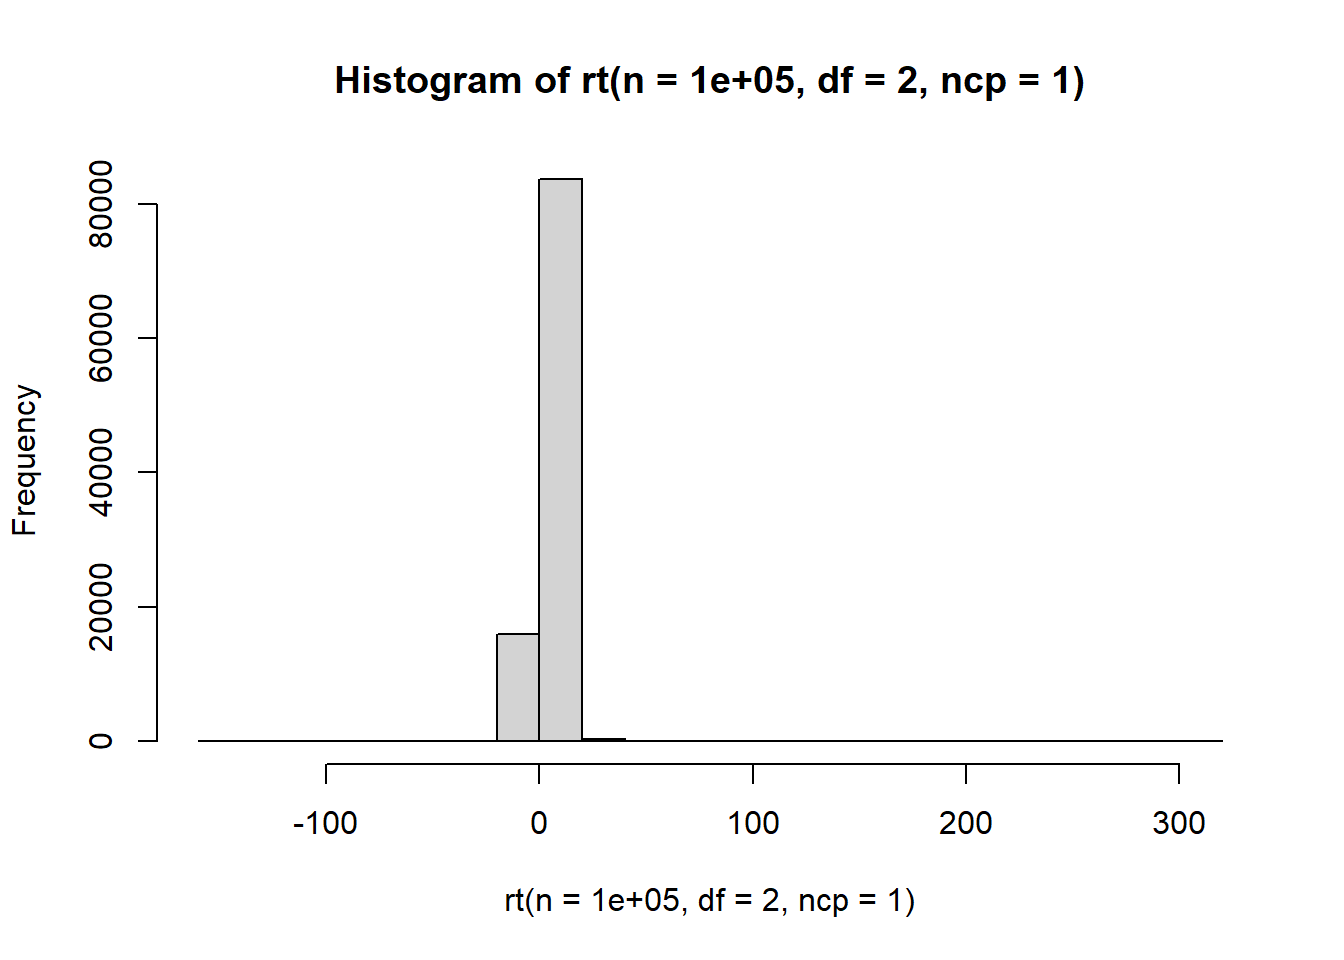 Histogram of rt(n = 1e+05, df = 2, ncp = 1)
Frequency
80000
60000
40000
20000
0
-100 0 100 200 300
rt(n = 1e+05, df = 2, ncp = 1)